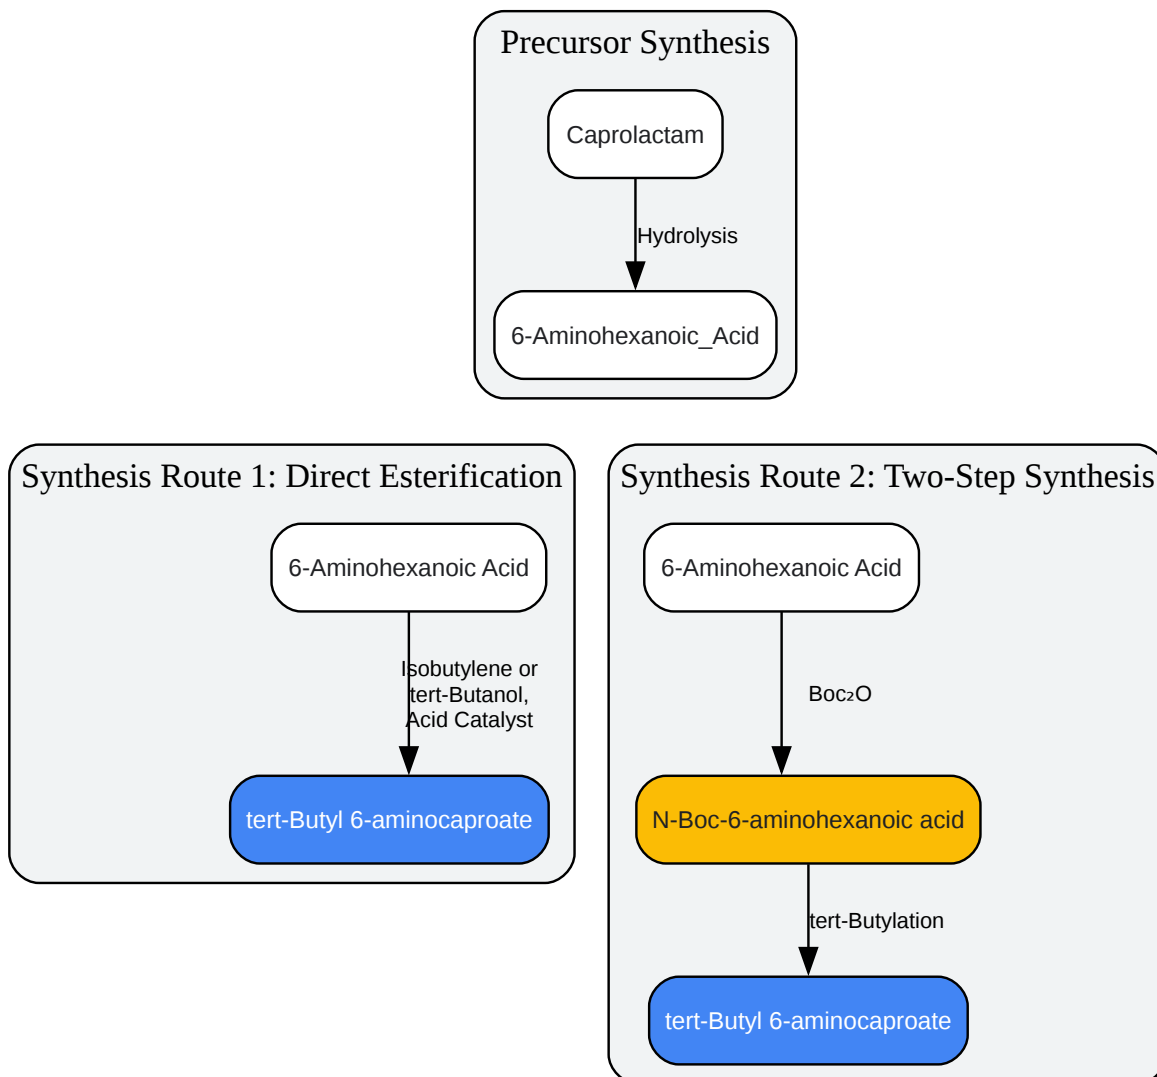 Precursor Synthesis
Caprolactam
Hydrolysis
6-Aminohexanoic_Acid
Synthesis Route 1: Direct Esterification
6-Aminohexanoic Acid
Isobutylene or
tert-Butanol,
Acid Catalyst
tert-Butyl 6-aminocaproate
Synthesis Route 2: Two-Step Synthesis
6-Aminohexanoic Acid
Boc₂O
N-Boc-6-aminohexanoic acid
tert-Butylation
tert-Butyl 6-aminocaproate